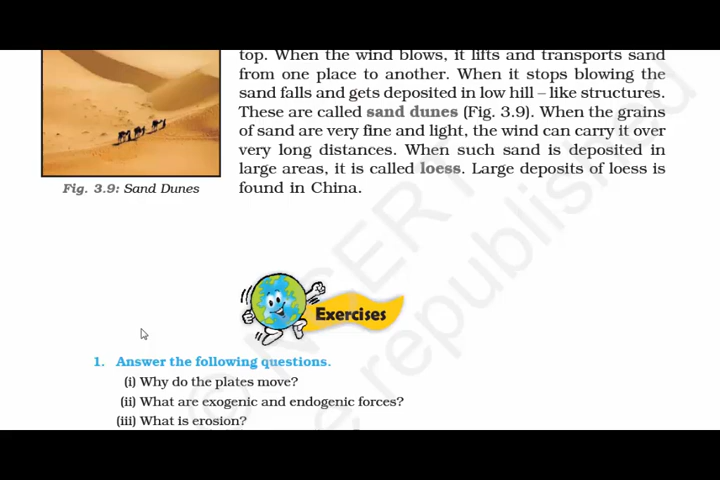 top. When the wind blows, it lifts and transports sand
from one place to another. When it stops blowing the
sand falls and gets deposited in low hill – like structures.
These are called sand dunes (Fig. 3.9). When the grains
of sand are very fine and light, the wind can carry it over
very long distances. When such sand is deposited in
large areas, it is called loess. Large deposits of loess is
found in China.
Fig. 3.9: Sand Dunes
Exercises
1. Answer the following questions.
(i) Why do the plates move?
(ii) What are exogenic and endogenic forces?
(iii) What is erosion?
© NCERT
e republished